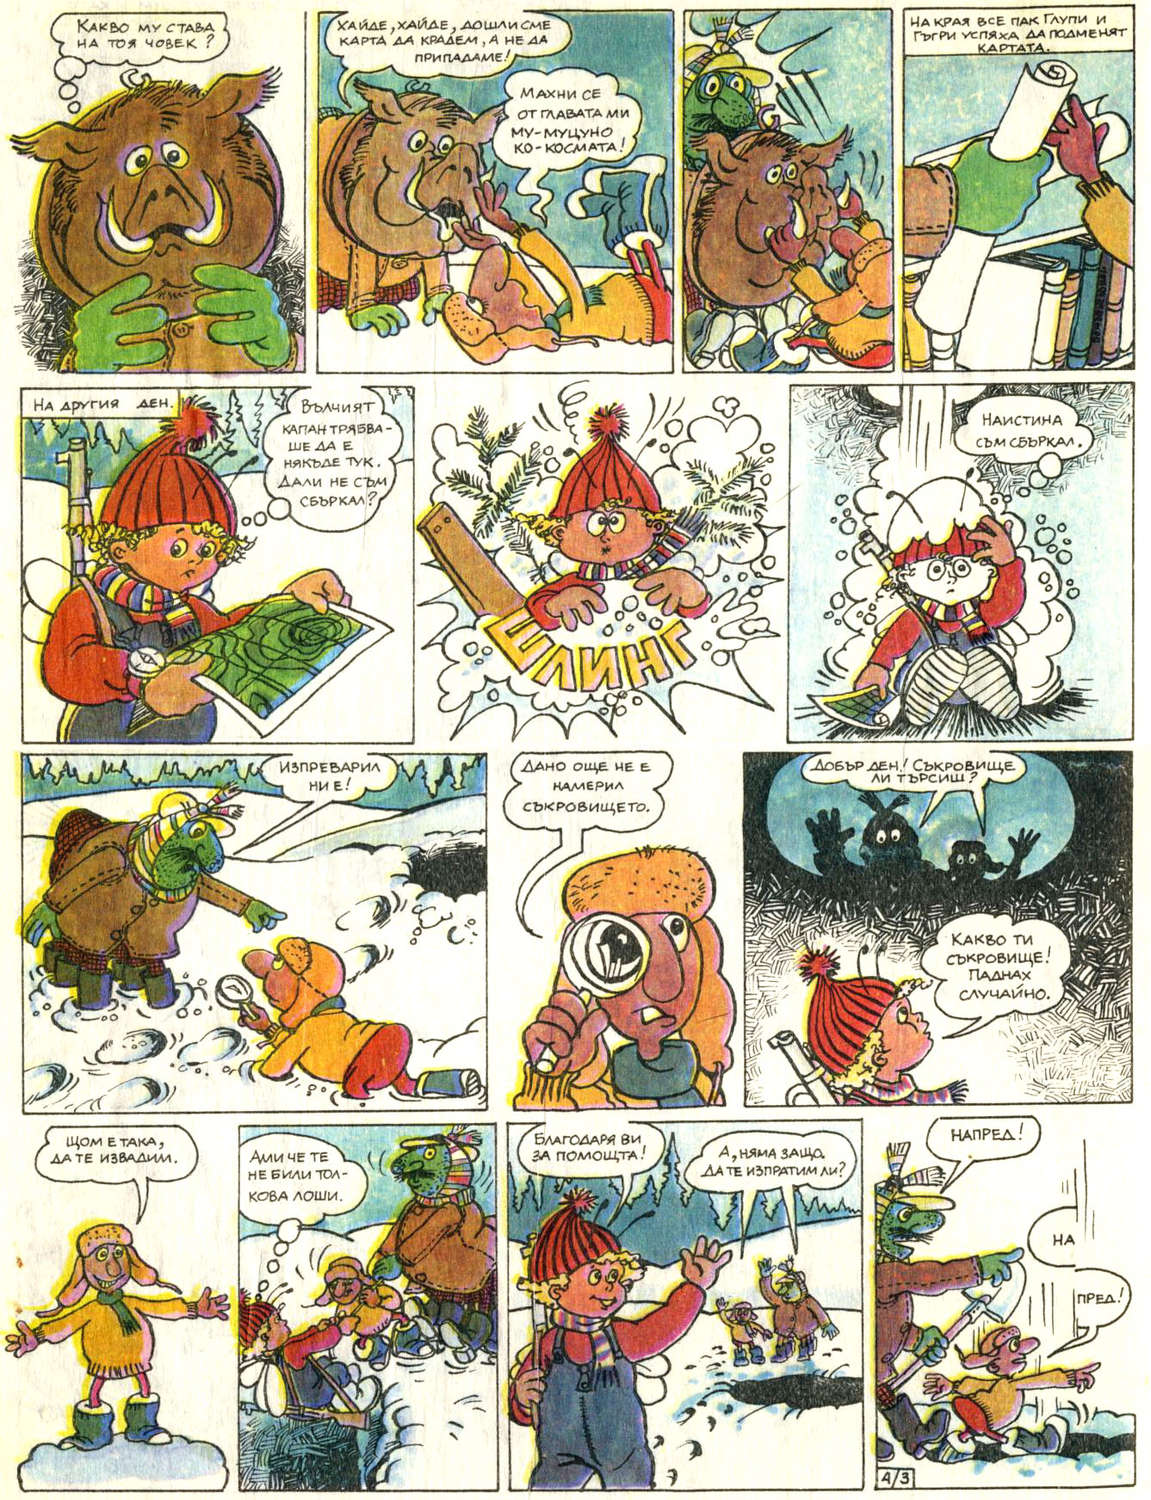 КАКВО МУ СТАВА
НА ТОЯ ЧОВЕК?
ХАЙДЕ, ХАЙДЕ, ДОШЛИ СМЕ
КАРТА ДА КРАДЕМ, А НЕ ДА
ПРИПАДАМЕ!
МАХНИ СЕ
ОТ ГЛАВАТА МИ
МУ-МУЦУНО
КО-КОСМАТА!
НА КРАЯ ВСЕ ПАК ГЛУПИ И
ГЪГРИ УСПЯХА ДА ПОДМЕНЯТ
КАРТАТА.
НА ДРУГИЯ ДЕН.
ВЪЛЧИЯТ
КАПАН ТРЯБВА-
ШЕ ДА Е
НЯКЪДЕ ТУК.
ДАЛИ НЕ СЪМ
СБЪРКАЛ?
ШЛИНГ
НАИСТИНА
СЪМ СБЪРКАЛ.
ИЗПРЕВАРИЛ
НИ Е!
ДАНО ОЩЕ НЕ Е
НАМЕРИЛ
СЪКРОВИЩЕТО.
ДОБЪР ДЕН! СЪКРОВИЩЕ
ЛИ ТЪРСИШ?
КАКВО ТИ
СЪКРОВИЩЕ!
ПАДНАХ
СЛУЧАЙНО.
ЩОМ Е ТАКА,
ДА ТЕ ИЗВАДИМ.
АМИ ЧЕ ТЕ
НЕ БИЛИ ТОЛ-
КОВА ЛОШИ.
БЛАГОДАРЯ ВИ
ЗА ПОМОЩТА!
А, НЯМА ЗАЩО.
ДА ТЕ ИЗПРАТИМ ЛИ?
НАПРЕД!
НА
ПРЕД!
4/3